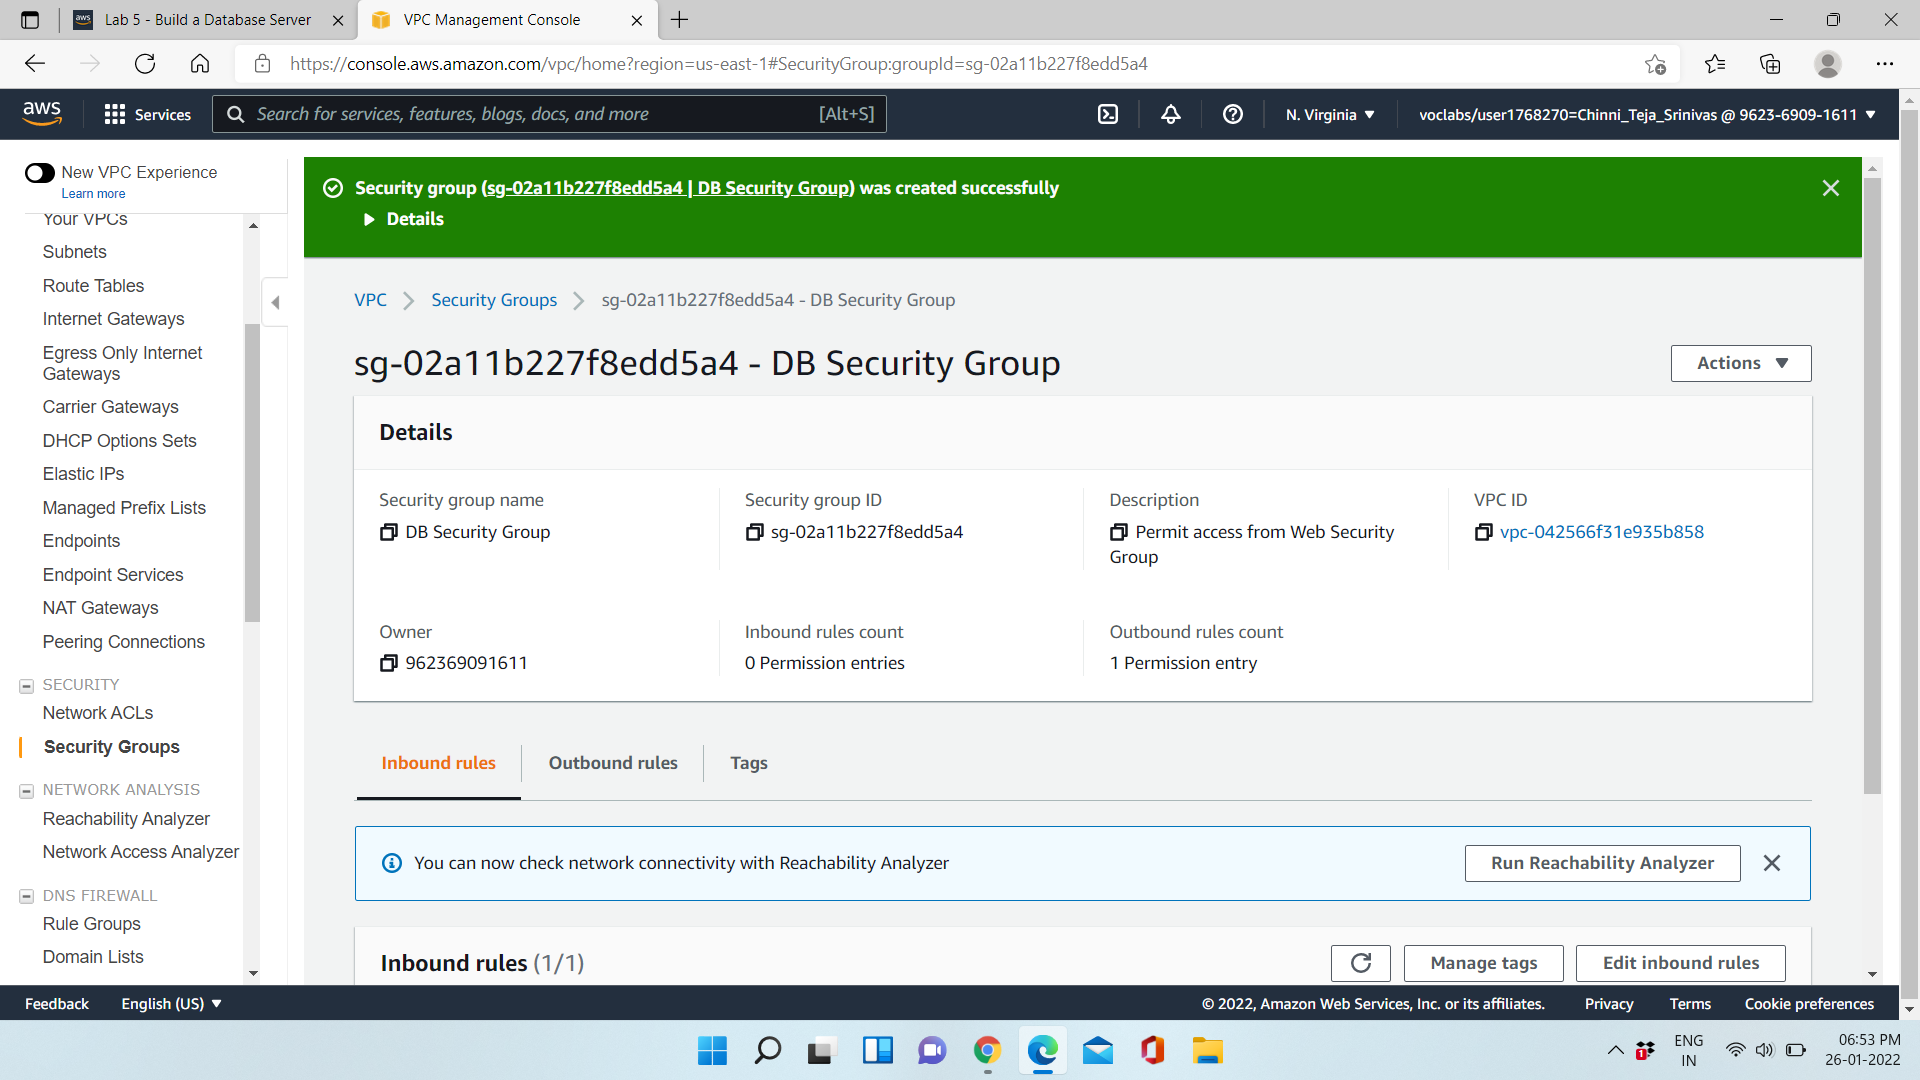 Lab 5 - Build a Database Server
VPC Management Console
https://console.aws.amazon.com/vpc/home?region=us-east-1#SecurityGroup:groupId=sg-02a11b227f8edd5a4
aws
Services
Search for services, features, blogs, docs, and more
[Alt+S]
N. Virginia
voclabs/user1768270=Chinni_Teja_Srinivas @ 9623-6909-1611
New VPC Experience
Learn more
Your VPCs
Subnets
Route Tables
Internet Gateways
Egress Only Internet
Gateways
Carrier Gateways
DHCP Options Sets
Elastic IPs
Managed Prefix Lists
Endpoints
Endpoint Services
NAT Gateways
Peering Connections
SECURITY
Network ACLs
Security Groups
NETWORK ANALYSIS
Reachability Analyzer
Network Access Analyzer
DNS FIREWALL
Rule Groups
Domain Lists
Security group (sg-02a11b227f8edd5a4 | DB Security Group) was created successfully
Details
VPC
Security Groups
sg-02a11b227f8edd5a4 - DB Security Group
sg-02a11b227f8edd5a4 - DB Security Group
Actions
Details
Security group name
DB Security Group
Security group ID
sg-02a11b227f8edd5a4
Description
Permit access from Web Security
Group
VPC ID
vpc-042566f31e935b858
Owner
962369091611
Inbound rules count
0 Permission entries
Outbound rules count
1 Permission entry
Inbound rules
Outbound rules
Tags
You can now check network connectivity with Reachability Analyzer
Run Reachability Analyzer
Inbound rules (1/1)
Manage tags
Edit inbound rules
Feedback
English (US)
© 2022, Amazon Web Services, Inc. or its affiliates.
Privacy
Terms
Cookie preferences
1
ENG
IN
06:53 PM
26-01-2022